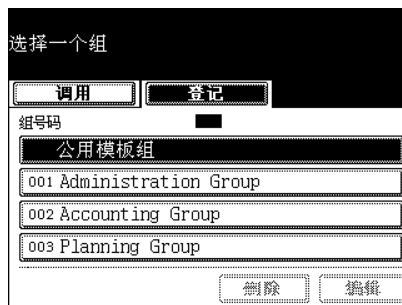 选择一个组
调用 登记
组号码
公用模板组
001 Administration Group
002 Accounting Group
003 Planning Group
删除 编辑